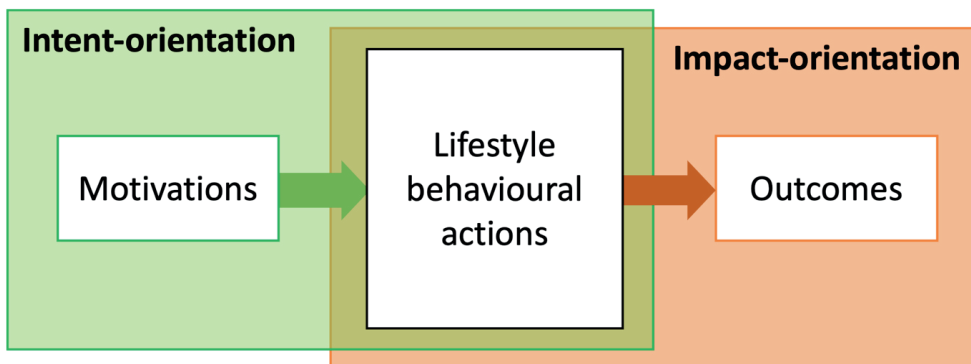 Intent-orientation
Impact-orientation
Motivations
Lifestyle
behavioural
actions
Outcomes